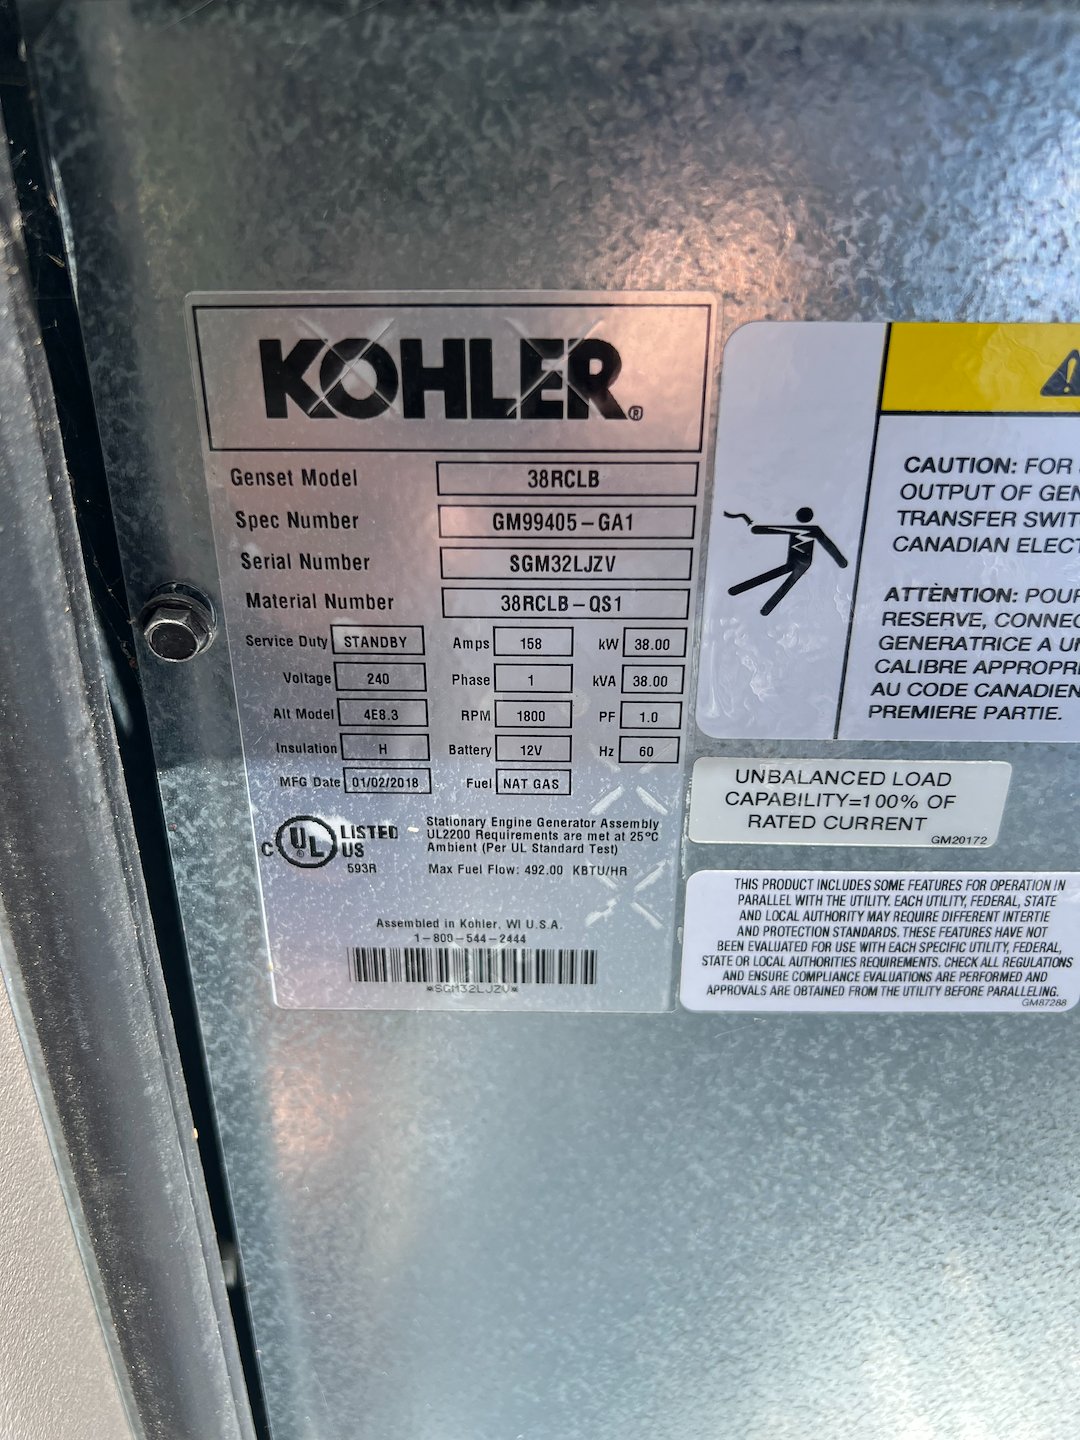 KOHLER®
Genset Model 38RCLB
Spec Number GM99405-GA1
Serial Number SGM32LJZV
Material Number 38RCLB-QS1
Service Duty STANDBY Amps 158 kW 38.00
Voltage 240 Phase 1 kVA 38.00
Alt Model 4E8.3 RPM 1800 PF 1.0
Insulation H Battery 12V Hz 60
MFG Date 01/02/2018 Fuel NAT GAS
C UL® LISTED
US
593R
Stationary Engine Generator Assembly
UL2200 Requirements are met at 25°C
Ambient (Per UL Standard Test)
Max Fuel Flow: 492.00 KBTU/HR
Assembled in Kohler, WI U.S.A.
1-800-544-2444
*SGM32LJZV*
CAUTION: FOR
OUTPUT OF GEN
TRANSFER SWIT
CANADIAN ELECT
ATTÈNTION: POUR
RESERVE, CONNEC
GENERATRICE A U
CALIBRE APPROPRI
AU CODE CANADIEN
PREMIERE PARTIE.
UNBALANCED LOAD
CAPABILITY=100% OF
RATED CURRENT
GM20172
THIS PRODUCT INCLUDES SOME FEATURES FOR OPERATION IN
PARALLEL WITH THE UTILITY. EACH UTILITY, FEDERAL, STATE
AND LOCAL AUTHORITY MAY REQUIRE DIFFERENT INTERTIE
AND PROTECTION STANDARDS. THESE FEATURES HAVE NOT
BEEN EVALUATED FOR USE WITH EACH SPECIFIC UTILITY, FEDERAL,
STATE OR LOCAL AUTHORITIES REQUIREMENTS. CHECK ALL REGULATIONS
AND ENSURE COMPLIANCE EVALUATIONS ARE PERFORMED AND
APPROVALS ARE OBTAINED FROM THE UTILITY BEFORE PARALLELING.
GM87288